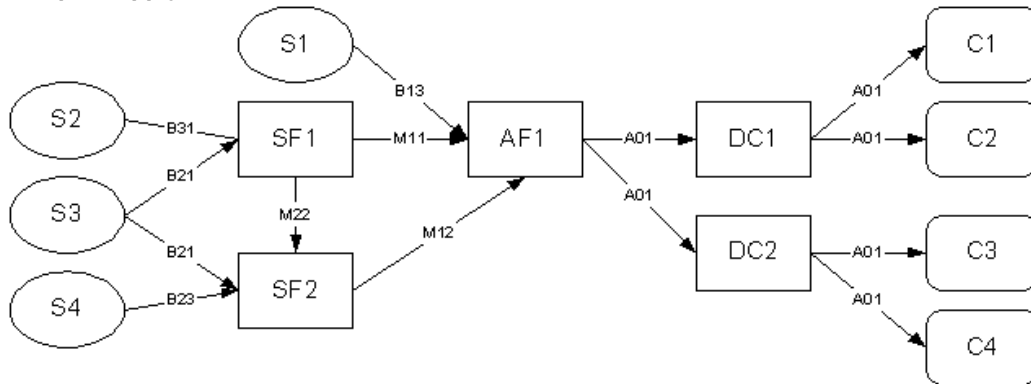 S1
C1
B13
A01
S2
B31
SF1
M11
AF1
A01
DC1
A01
C2
B21
S3
M22
A01
B21
M12
DC2
A01
C3
S4
B23
SF2
A01
C4